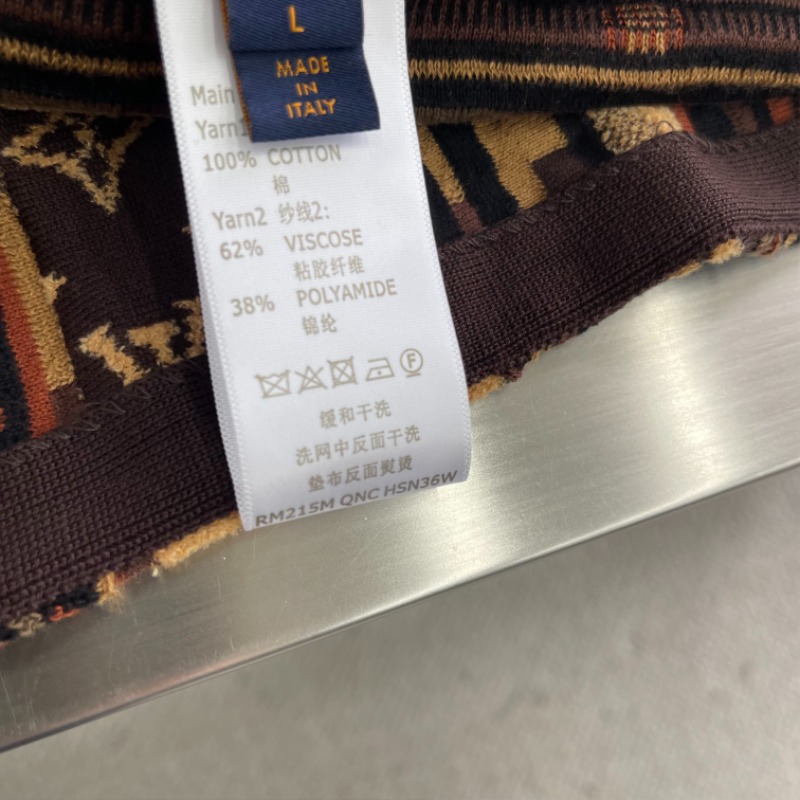 L
MADE
IN
ITALY
Main
Yarn1
100% COTTON
棉
Yarn2 纱线2:
62% VISCOSE
粘胶纤维
38% POLYAMIDE
锦纶
F
缓和干洗
洗网中反面干洗
垫布反面熨烫
RM215M QNC HSN36W